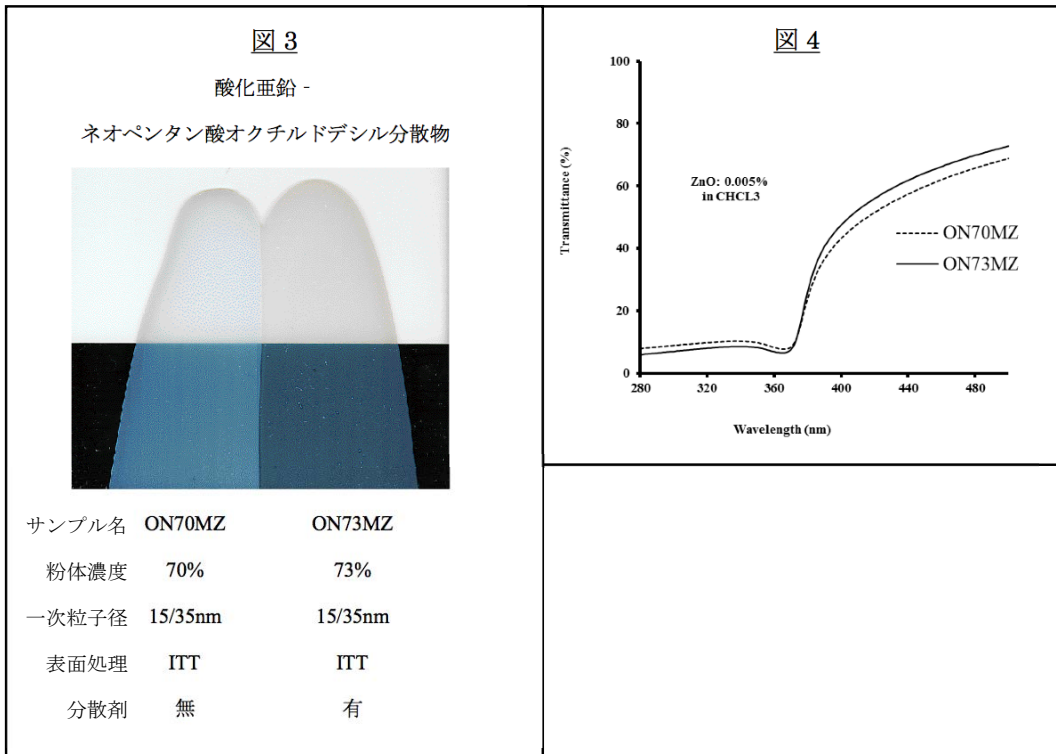 図 3
酸化亜鉛 -
ネオペンタン酸オクチルドデシル分散物
サンプル名 ON70MZ ON73MZ
粉体濃度 70% 73%
一次粒子径 15/35nm 15/35nm
表面処理 ITT ITT
分散剤 無 有
図 4
100
80
60
40
20
0
Transmittance (%)
ZnO: 0.005%
in CHCL3
ON70MZ
ON73MZ
280 320 360 400 440 480
Wavelength (nm)